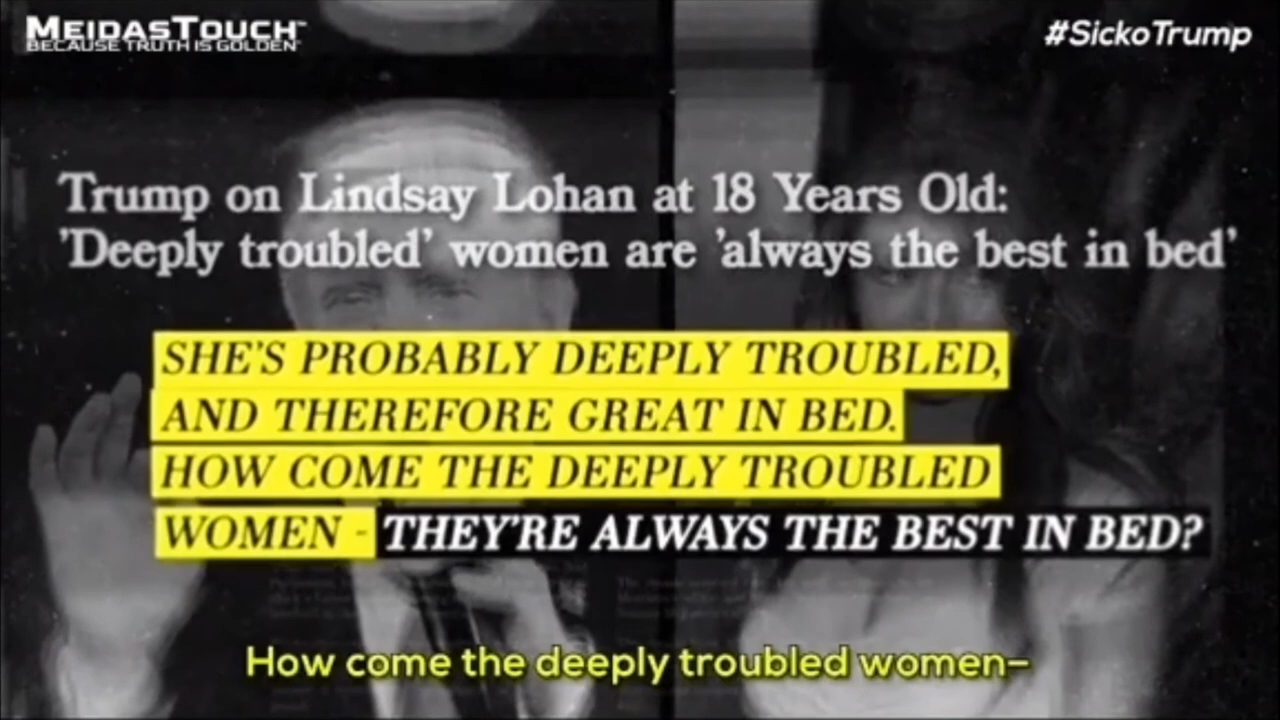 MEIDASTOUCH™
BECAUSE TRUTH IS GOLDEN
#SickoTrump
Trump on Lindsay Lohan at 18 Years Old:
'Deeply troubled' women are 'always the best in bed'
SHE'S PROBABLY DEEPLY TROUBLED,
AND THEREFORE GREAT IN BED.
HOW COME THE DEEPLY TROUBLED
WOMEN - THEY'RE ALWAYS THE BEST IN BED?
How come the deeply troubled women–